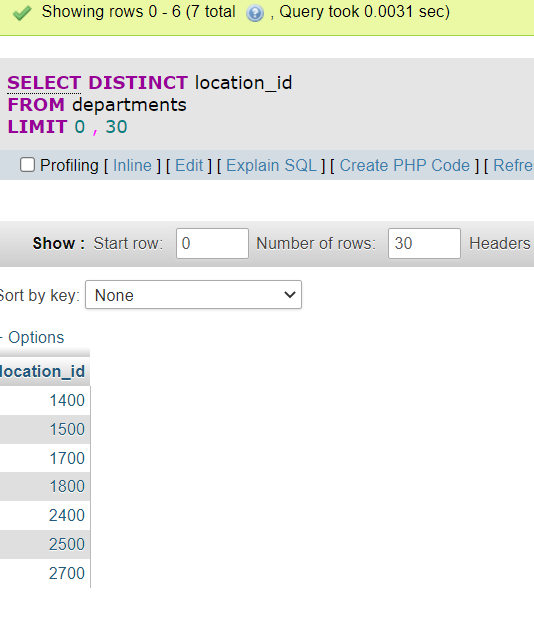 Showing rows 0 - 6 (7 total , Query took 0.0031 sec)
SELECT DISTINCT location_id
FROM departments
LIMIT 0 , 30
Profiling [ Inline ] [ Edit ] [ Explain SQL ] [ Create PHP Code ] [ Refre
Show : Start row: 0 Number of rows: 30 Headers
Sort by key: None
+ Options
location_id
1400
1500
1700
1800
2400
2500
2700